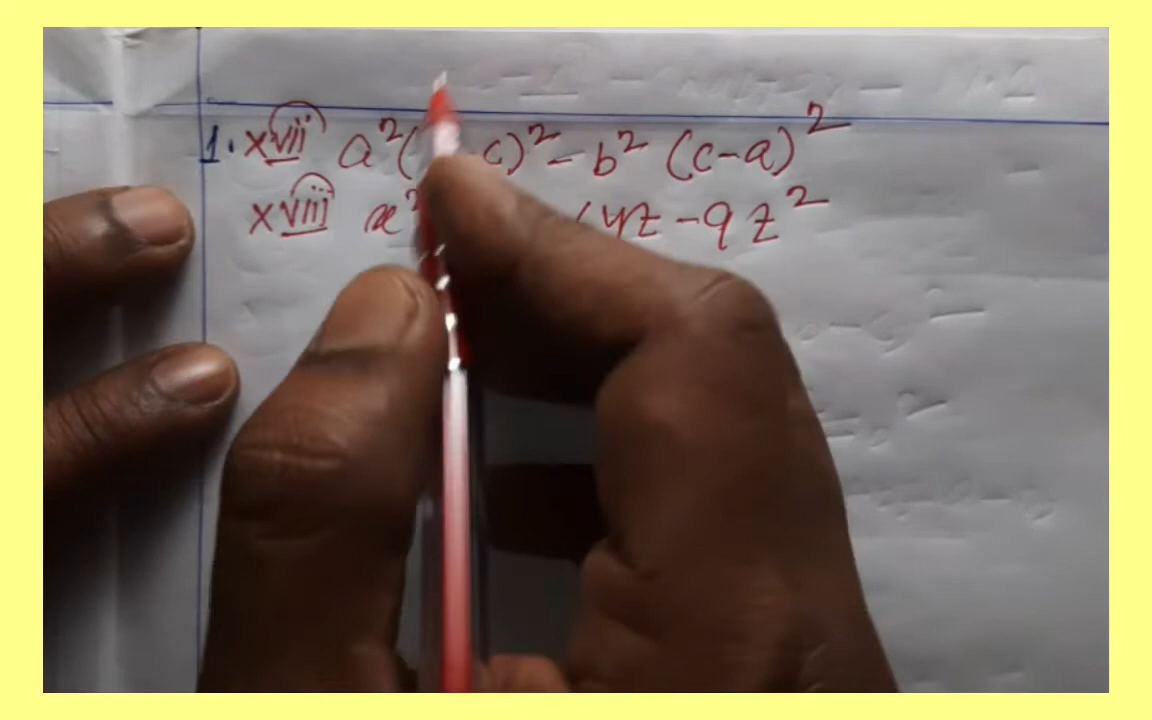 1. xvii a²( c)² - b² (c-a)²
xviii x² yz - 9z²